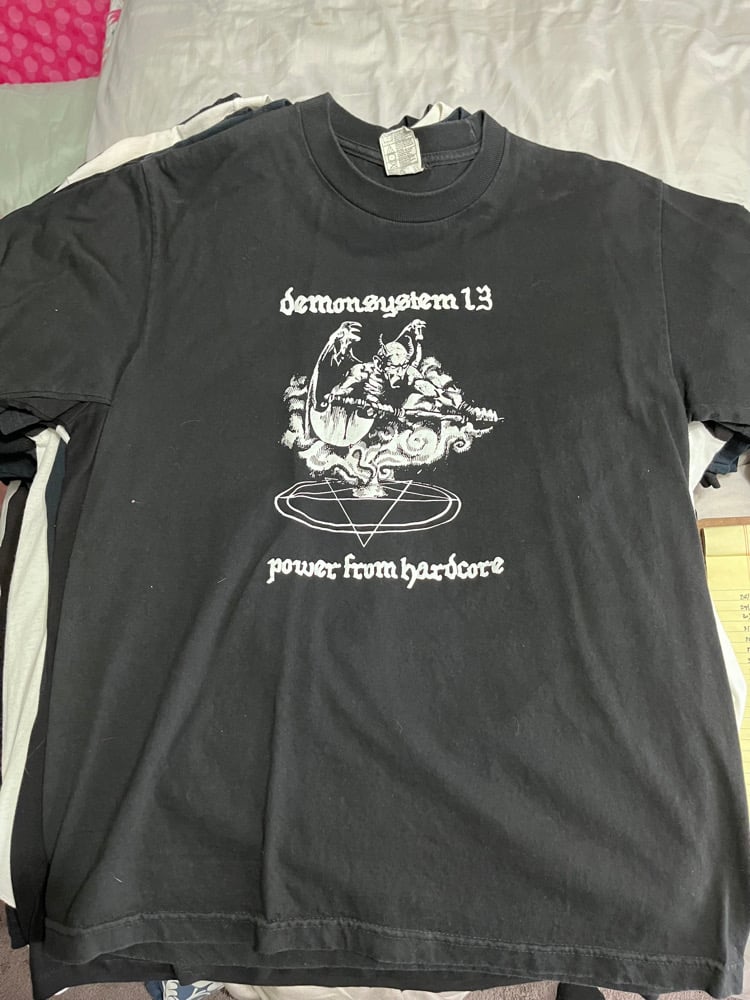 demonsystem 13
power from hardcore